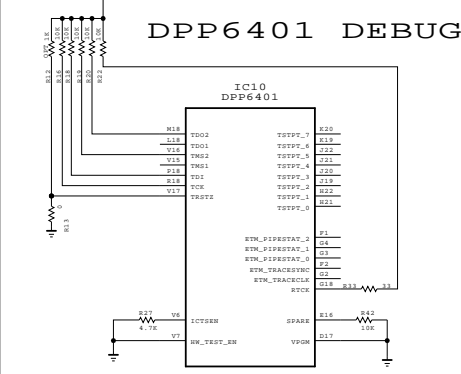 DPP6401 DEBUG
OPT 1K
10K
10K
10K
10K
10K
R12
R16
R18
R19
R20
R22
IC10
DPP6401
M18 TDO2 TSTPT_7 K20
L18 TDO1 TSTPT_6 K19
V16 TMS2 TSTPT_5 J22
V15 TMS1 TSTPT_4 J21
P18 TDI TSTPT_3 J20
R18 TCK TSTPT_2 J19
V17 TRSTZ TSTPT_1 H22
TSTPT_0 H21
0
R13
ETM_PIPESTAT_2 F1
ETM_PIPESTAT_1 G4
ETM_PIPESTAT_0 G3
ETM_TRACESYNC F2
ETM_TRACECLK G2
RTCK G18 R33 33
R27 V6 ICTSEN SPARE E16 R42
4.7K 10K
V7 HW_TEST_EN VPGM D17